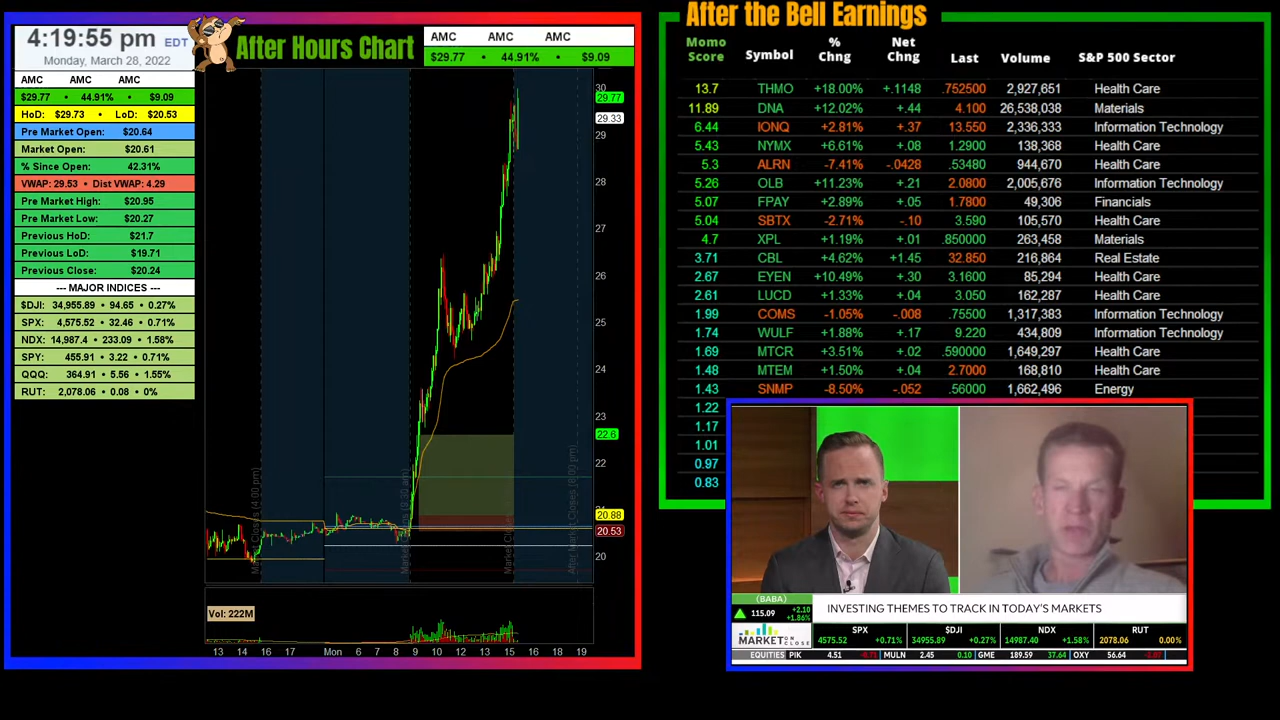 4:19:55 pm EDT
Monday, March 28, 2022
After Hours Chart
AMC AMC AMC
$29.77 • 44.91% • $9.09
AMC AMC AMC
$29.77 • 44.91% • $9.09
HoD: $29.73 • LoD: $20.53
Pre Market Open: $20.64
Market Open: $20.61
% Since Open: 42.31%
VWAP: 29.53 • Dist VWAP: 4.29
Pre Market High: $20.95
Pre Market Low: $20.27
Previous HoD: $21.7
Previous LoD: $19.71
Previous Close: $20.24
--- MAJOR INDICES ---
$DJI: 34,955.89 • 94.65 • 0.27%
SPX: 4,575.52 • 32.46 • 0.71%
NDX: 14,987.4 • 233.09 • 1.58%
SPY: 455.91 • 3.22 • 0.71%
QQQ: 364.91 • 5.56 • 1.55%
RUT: 2,078.06 • 0.08 • 0%
30
29.77
29.33
29
28
27
26
25
24
23
22.6
22
20.88
20.53
20
Vol: 222M
13 14 16 17 Mon 6 7 8 9 10 12 13 15 16 18 19
After the Bell Earnings
Momo Score Symbol % Chng Net Chng Last Volume S&P 500 Sector
13.7 THMO +18.00% +.1148 .752500 2,927,651 Health Care
11.89 DNA +12.02% +.44 4.100 26,538,038 Materials
6.44 IONQ +2.81% +.37 13.550 2,336,333 Information Technology
5.43 NYMX +6.61% +.08 1.2900 138,368 Health Care
5.3 ALRN -7.41% -.0428 .53480 944,670 Health Care
5.26 OLB +11.23% +.21 2.0800 2,005,676 Information Technology
5.07 FPAY +2.89% +.05 1.7800 49,306 Financials
5.04 SBTX -2.71% -.10 3.590 105,570 Health Care
4.7 XPL +1.19% +.01 .850000 263,458 Materials
3.71 CBL +4.62% +1.45 32.850 216,864 Real Estate
2.67 EYEN +10.49% +.30 3.1600 85,294 Health Care
2.61 LUCD +1.33% +.04 3.050 162,287 Health Care
1.99 COMS -1.05% -.008 .75500 1,317,383 Information Technology
1.74 WULF +1.88% +.17 9.220 434,809 Information Technology
1.69 MTCR +3.51% +.02 .590000 1,649,297 Health Care
1.48 MTEM +1.50% +.04 2.7000 168,810 Health Care
1.43 SNMP -8.50% -.052 .56000 1,662,496 Energy
1.22
1.17
1.01
0.97
0.83
(BABA)
115.09 +2.10 +1.86%
INVESTING THEMES TO TRACK IN TODAY'S MARKETS
MARKET ON CLOSE
SPX $DJI NDX RUT
4575.52 +0.71% 34955.89 +0.27% 14987.40 +1.58% 2078.06 0.00%
EQUITIES PIK 4.51 MULN 2.45 0.10 GME 189.59 37.64 OXY 56.64